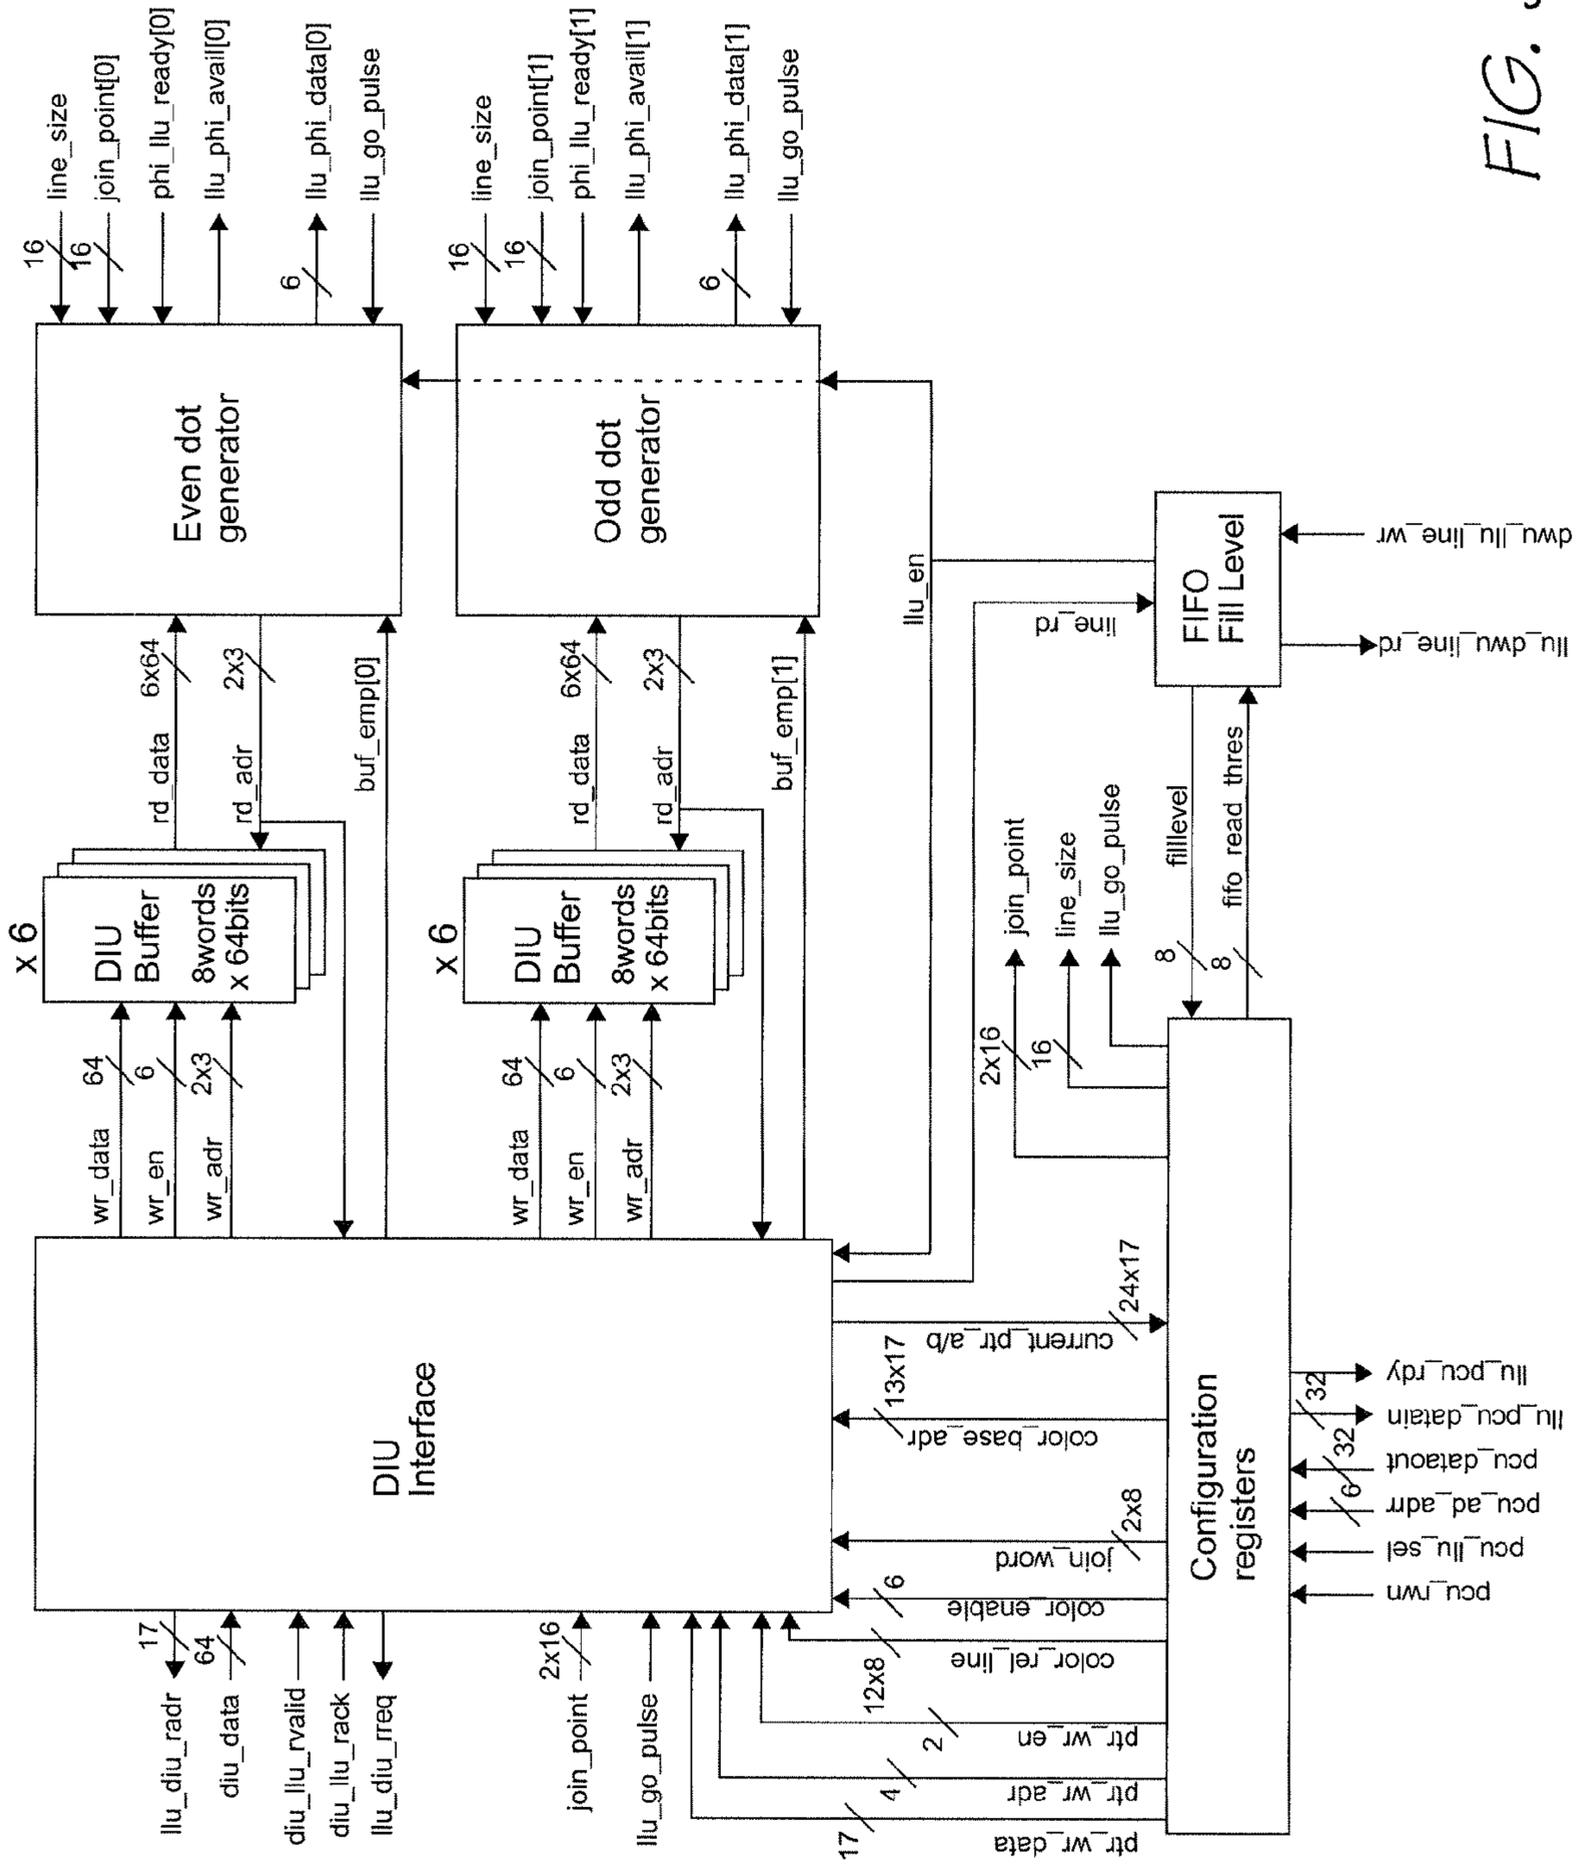 line_size
16
join_point[0]
16
phi_llu_ready[0]
llu_phi_avail[0]
llu_phi_data[0]
6
llu_go_pulse
Even dot
generator
line_size
16
join_point[1]
16
phi_llu_ready[1]
llu_phi_avail[1]
llu_phi_data[1]
6
llu_go_pulse
Odd dot
generator
rd_data
6x64
rd_adr
2x3
buf_emp[0]
rd_data
6x64
rd_adr
2x3
buf_emp[1]
llu_en
line_rd
x 6
DIU
Buffer
8words
x 64bits
x 6
DIU
Buffer
8words
x 64bits
wr_data
64
wr_en
6
wr_adr
2x3
wr_data
64
wr_en
6
wr_adr
2x3
DIU
Interface
llu_diu_radr
17
diu_data
64
diu_llu_rvalid
diu_llu_rack
llu_diu_rreq
join_point
2x16
llu_go_pulse
FIFO
Fill Level
dwu_llu_line_wr
llu_dwu_line_rd
filllevel
8
fifo_read_thres
8
join_point
2x16
line_size
16
llu_go_pulse
current_ptr_a/b
24x17
color_base_adr
13x17
join_word
2x8
color_enable
6
color_rel_line
12x8
ptr_wr_en
2
ptr_wr_adr
4
ptr_wr_data
17
Configuration
registers
llu_pcu_rdy
llu_pcu_datain
32
pcu_dataout
32
pcu_ad_adrr
6
pcu_llu_sel
pcu_rwn
FIG.